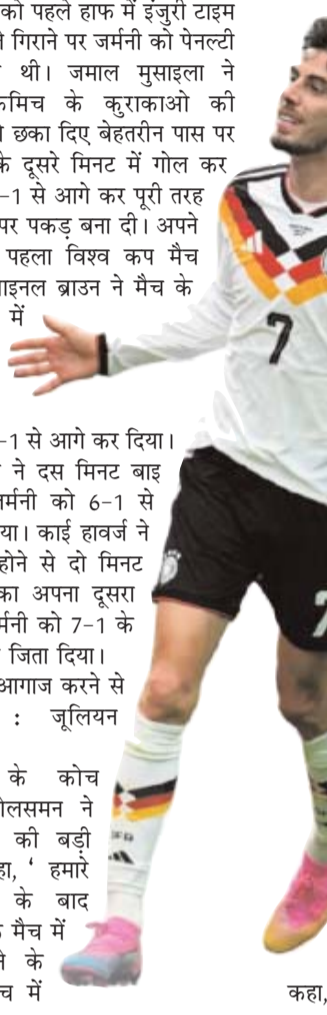 को पहले हाफ में इंजुरी टाइम
गिराने पर जर्मनी को पेनल्टी
थी। जमाल मुसाइला ने
कमिच के कुराकाओ की
छका दिए बेहतरीन पास पर
के दूसरे मिनट में गोल कर
-1 से आगे कर पूरी तरह
पर पकड़ बना दी। अपने
पहला विश्व कप मैच
ाइनल ब्राउन ने मैच के
में
7
-1 से आगे कर दिया।
ने दस मिनट बाइ
जर्मनी को 6-1 से
या। काई हावर्ज ने
होने से दो मिनट
का अपना दूसरा
र्मनी को 7-1 के
जिता दिया।
आगाज करने से
: जूलियन
7
के कोच
ोलसमन ने
की बड़ी
हा, ‘ हमारे
के बाद
मैच में
ने के
च में
कहा,